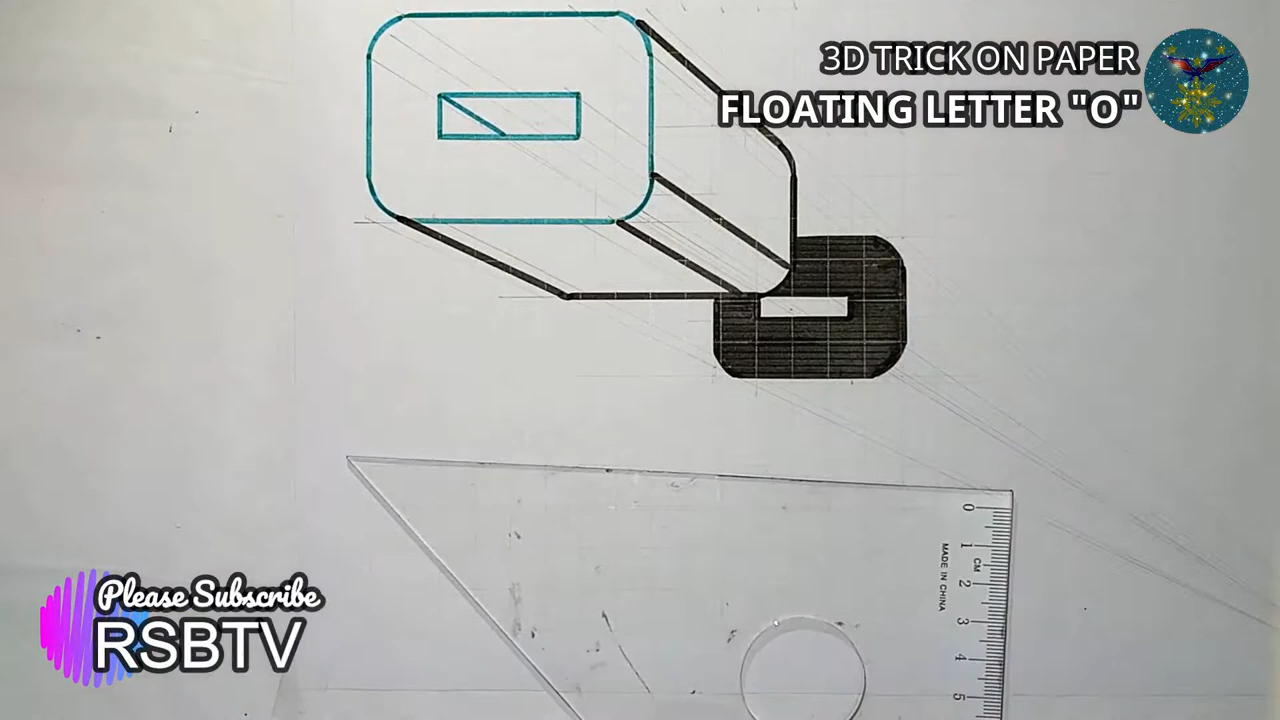 3D TRICK ON PAPER
FLOATING LETTER "O"
0
1
CM
MADE IN CHINA
2
3
4
5
Please Subscribe
RSBTV